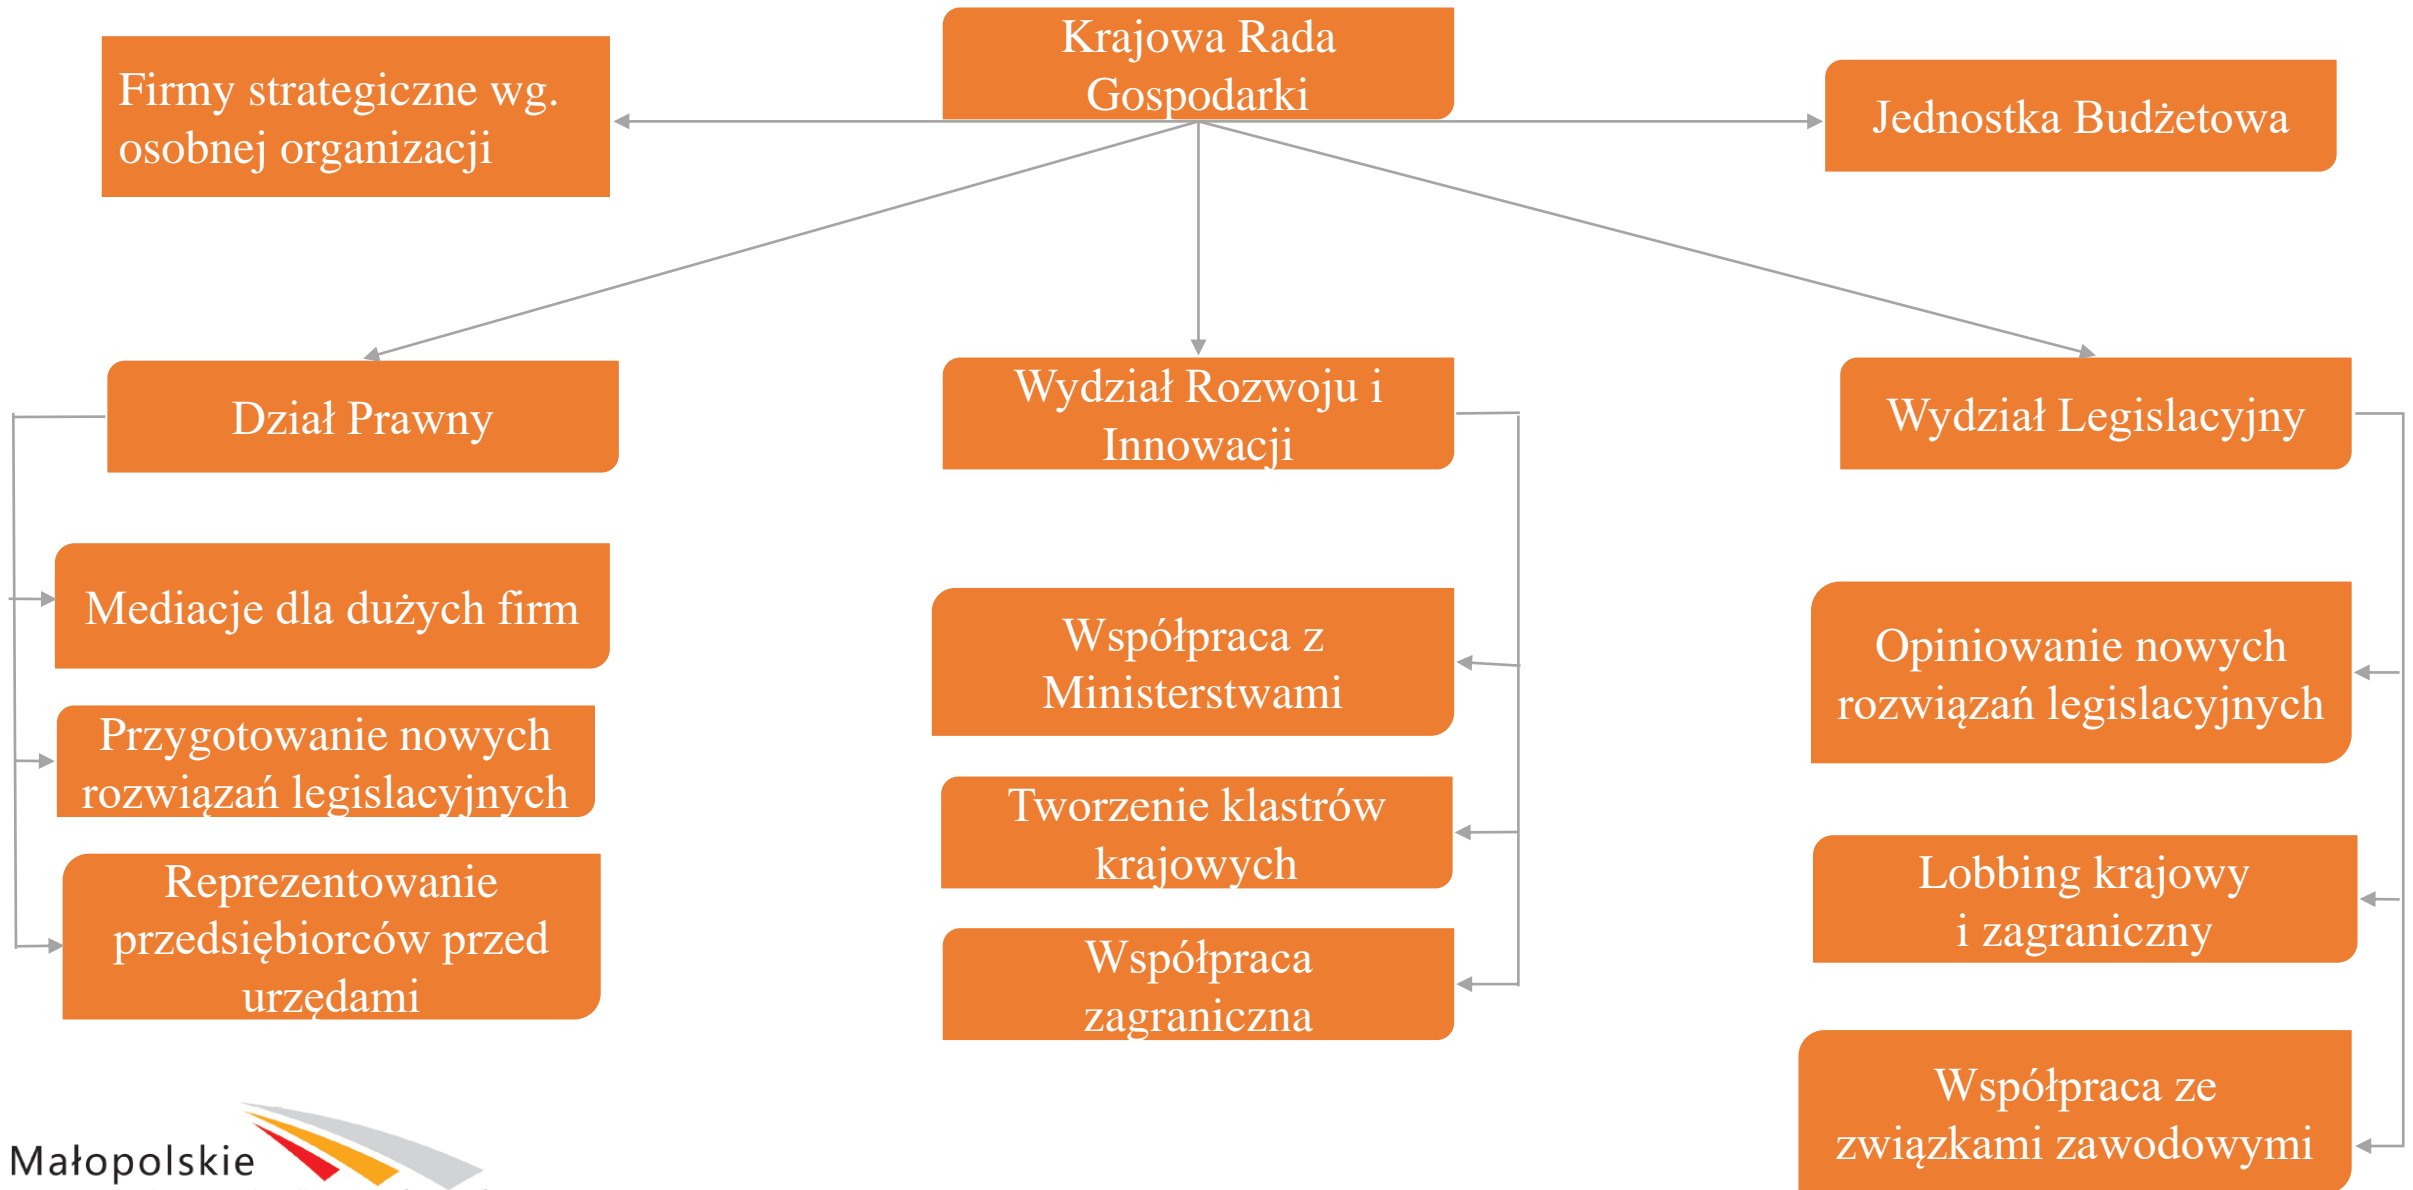 Krajowa Rada
Gospodarki
Firmy strategiczne wg.
osobnej organizacji
Jednostka Budżetowa
Dział Prawny
Mediacje dla dużych firm
Przygotowanie nowych
rozwiązań legislacyjnych
Reprezentowanie
przedsiębiorców przed
urzędami
Wydział Rozwoju i
Innowacji
Współpraca z
Ministerstwami
Tworzenie klastrów
krajowych
Współpraca
zagraniczna
Wydział Legislacyjny
Opiniowanie nowych
rozwiązań legislacyjnych
Lobbing krajowy
i zagraniczny
Współpraca ze
związkami zawodowymi
Małopolskie